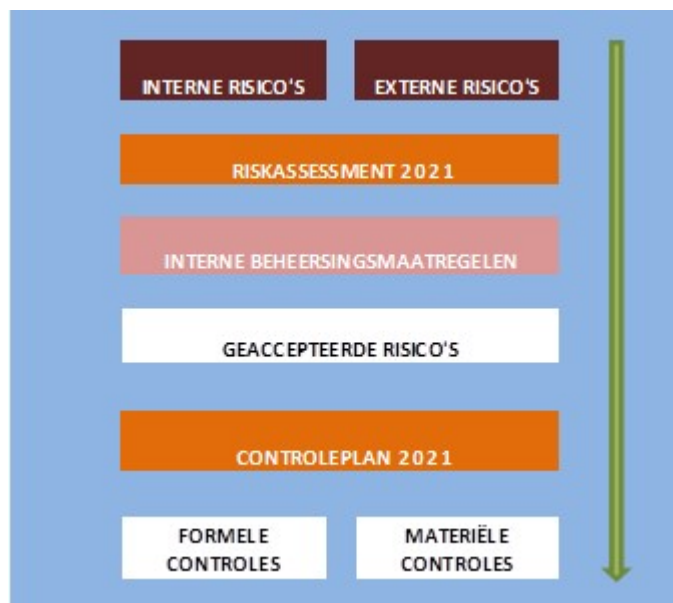 INTERNE RISICO'S
EXTERNE RISICO'S
RISKASSESSMENT 2021
INTERNE BEHEERSINGSMAATREGELEN
GEACCEPTEERDE RISICO'S
CONTROLEPLAN 2021
FORMELE
CONTROLES
MATERIËLE
CONTROLES